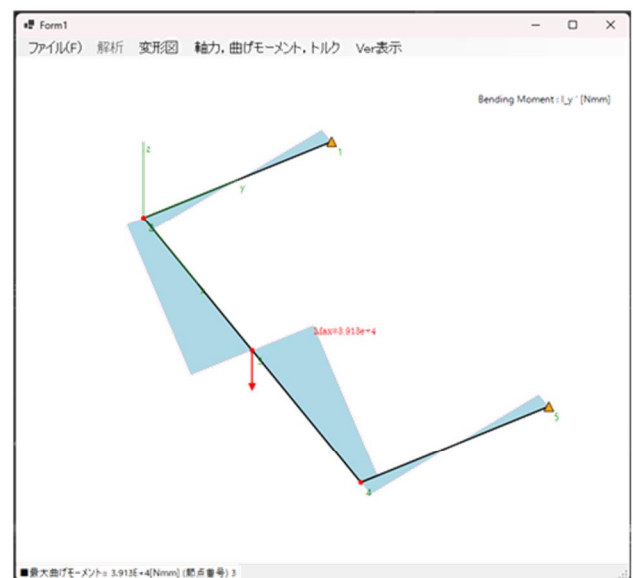 Form1
ファイル(F) 解析 変形図 軸力，曲げモーメント，トルク Ver表示
Bending Moment : I_y ' [Nmm]
z
1
y
2
Max=3.913e+4
3
5
4
■最大曲げモーメント= 3.913E+4[Nmm] (節点番号) 3